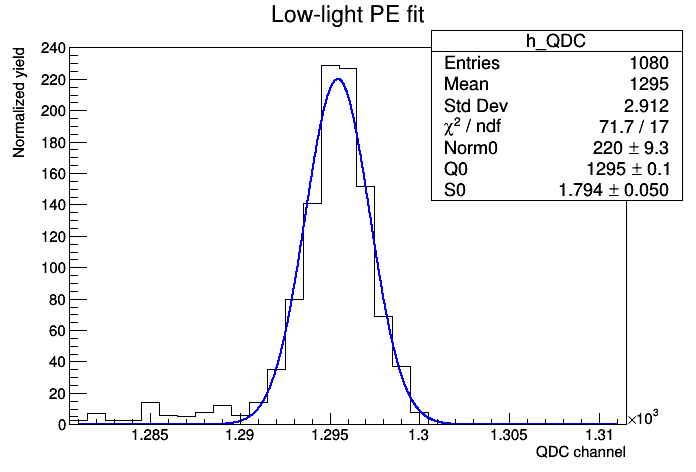 Low-light PE fit
h_QDC
Entries 1080
Mean 1295
Std Dev 2.912
χ² / ndf 71.7 / 17
Norm0 220 ± 9.3
Q0 1295 ± 0.1
S0 1.794 ± 0.050
Normalized yield
240
220
200
180
160
140
120
100
80
60
40
20
0
1.285 1.29 1.295 1.3 1.305 1.31
×10³
QDC channel